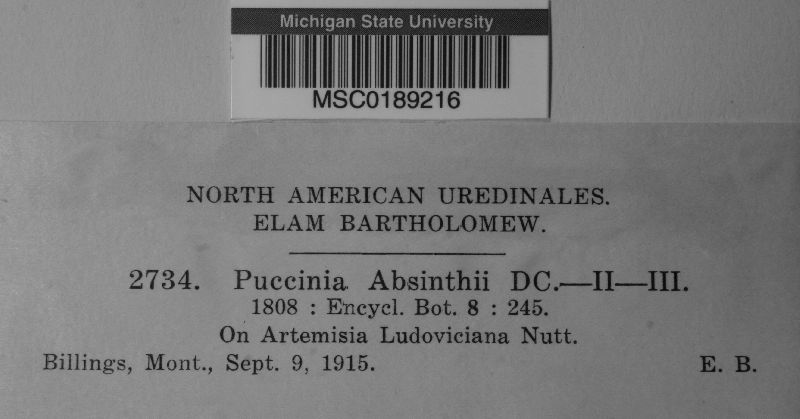 Michigan State University
MSC0189216
NORTH AMERICAN UREDINALES.
ELAM BARTHOLOMEW.
2734. Puccinia Absinthii DC.—II—III.
1808 : Encycl. Bot. 8 : 245.
On Artemisia Ludoviciana Nutt.
Billings, Mont., Sept. 9, 1915. E. B.